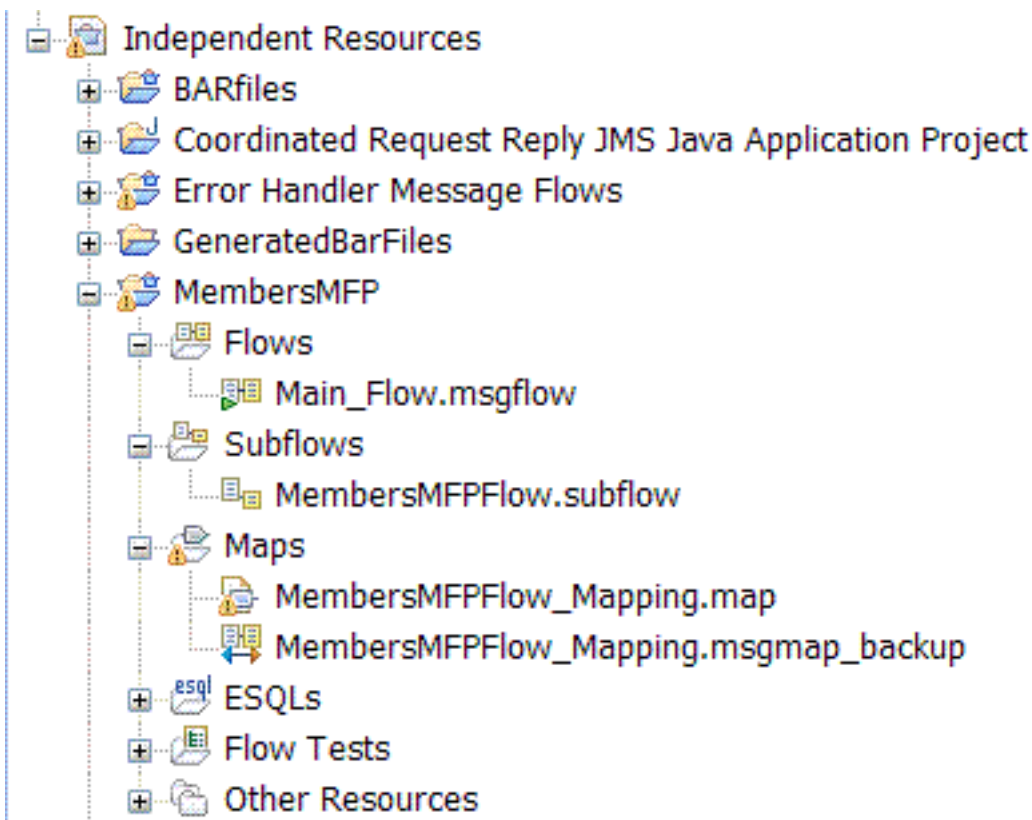 Independent Resources
BARfiles
Coordinated Request Reply JMS Java Application Project
Error Handler Message Flows
GeneratedBarFiles
MembersMFP
Flows
Main_Flow.msgflow
Subflows
MembersMFPFlow.subflow
Maps
MembersMFPFlow_Mapping.map
MembersMFPFlow_Mapping.msgmap_backup
esql ESQLs
Flow Tests
Other Resources